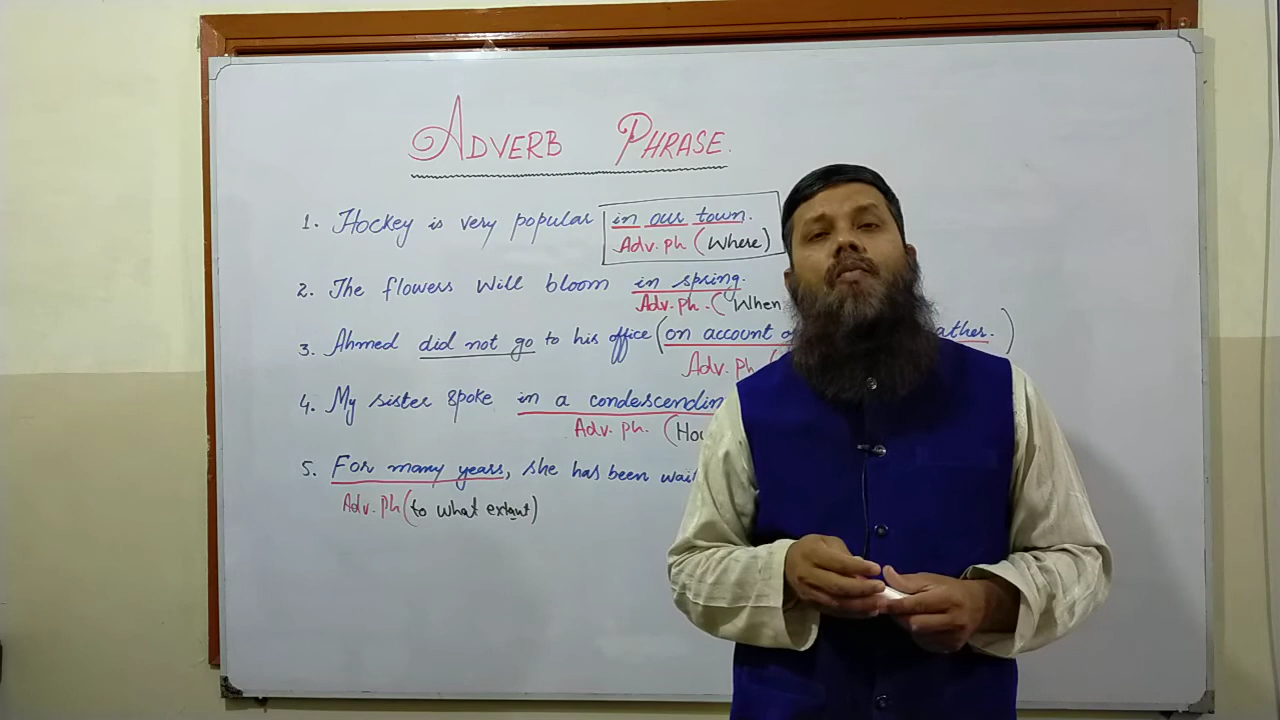 ADVERB PHRASE.
1. Hockey is very popular in our town.
Adv.ph (Where)
2. The flowers will bloom in spring.
Adv.ph. (When
3. Ahmed did not go to his office (on account
Adv. ph (
4. My sister spoke in a condescendin
Adv. ph. (Ho
5. For many years, she has been wai
Adv. Ph (to what extant)